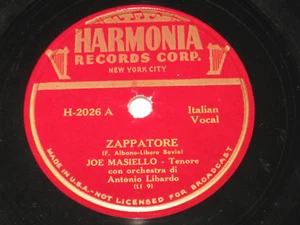 HARMONIA
RECORDS CORP.
NEW YORK CITY
H-2026 A
Italian
Vocal
ZAPPATORE
(F. Albano-Libero Bovio)
JOE MASIELLO - Tenore
con orchestra di
Antonio Libardo
(LI 9)
MADE IN U.S.A.-NOT LICENSED FOR BROADCAST